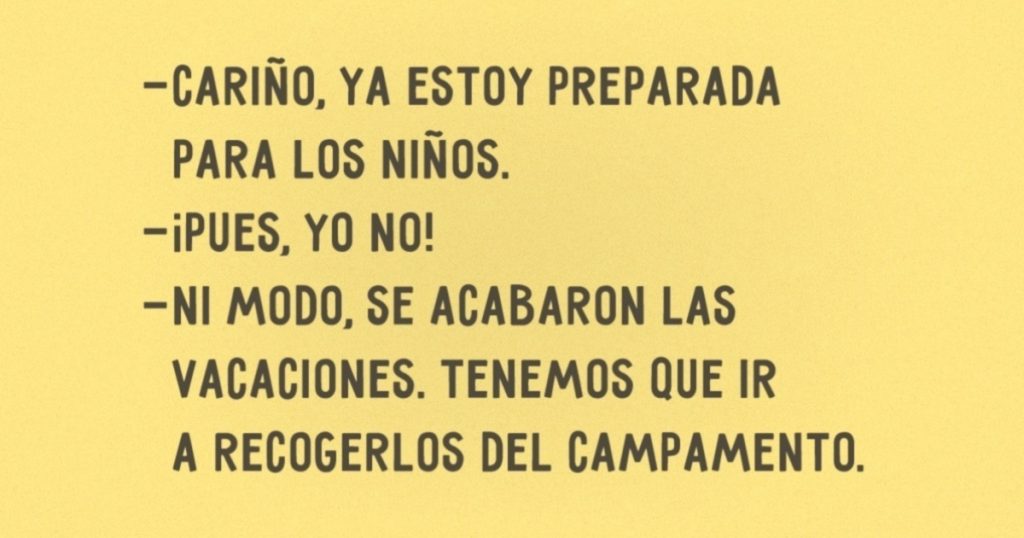 –CARIÑO, YA ESTOY PREPARADA
PARA LOS NIÑOS.
–¡PUES, YO NO!
–NI MODO, SE ACABARON LAS
VACACIONES. TENEMOS QUE IR
A RECOGERLOS DEL CAMPAMENTO.